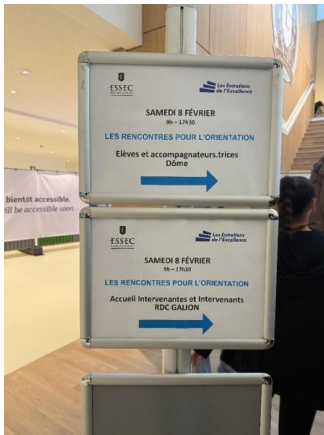 bientôt accessible.
ill be accessible soon.
ESSEC
Les Entretiens
de l'Excellence
SAMEDI 8 FÉVRIER
9h – 17h30
LES RENCONTRES POUR L'ORIENTATION
Elèves et accompagnateurs.trices
Dôme
ESSEC
Les Entretiens
de l'Excellence
SAMEDI 8 FÉVRIER
9h – 17h30
LES RENCONTRES POUR L'ORIENTATION
Accueil Intervenantes et Intervenants
RDC GALION